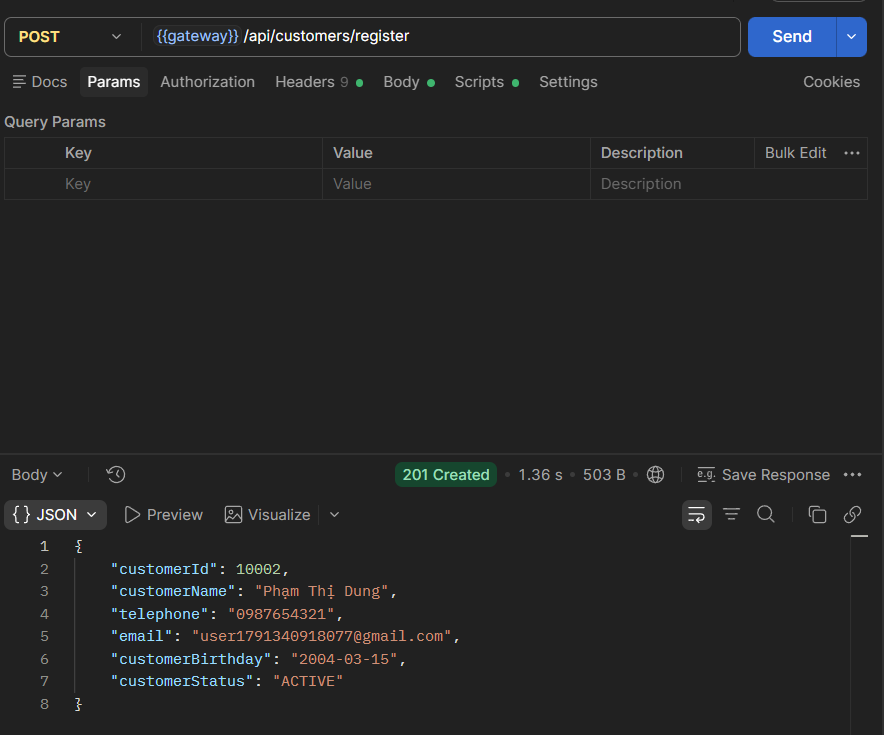 POST {{gateway}} /api/customers/register Send
Docs Params Authorization Headers 9 Body Scripts Settings Cookies
Query Params
Key Value Description Bulk Edit
Key Value Description
Body 201 Created 1.36 s 503 B e.g. Save Response
{} JSON Preview Visualize
1 {
2 "customerId": 10002,
3 "customerName": "Phạm Thị Dung",
4 "telephone": "0987654321",
5 "email": "user1791340918077@gmail.com",
6 "customerBirthday": "2004-03-15",
7 "customerStatus": "ACTIVE"
8 }